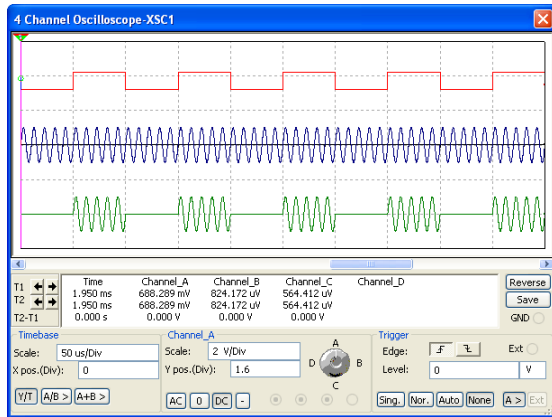 4 Channel Oscilloscope-XSC1
Time Channel_A Channel_B Channel_C Channel_D
T1 1.950 ms 688.289 mV 824.172 uV 564.412 uV
T2 1.950 ms 688.289 mV 824.172 uV 564.412 uV
T2-T1 0.000 s 0.000 V 0.000 V 0.000 V
Reverse
Save
GND
Timebase
Scale: 50 us/Div
X pos.(Div): 0
Y/T A/B > A+B >
Channel_A
Scale: 2 V/Div
Y pos.(Div): 1.6
AC 0 DC -
A
D B
C
Trigger
Edge: Ext
Level: 0 V
Sing. Nor. Auto None A > Ext